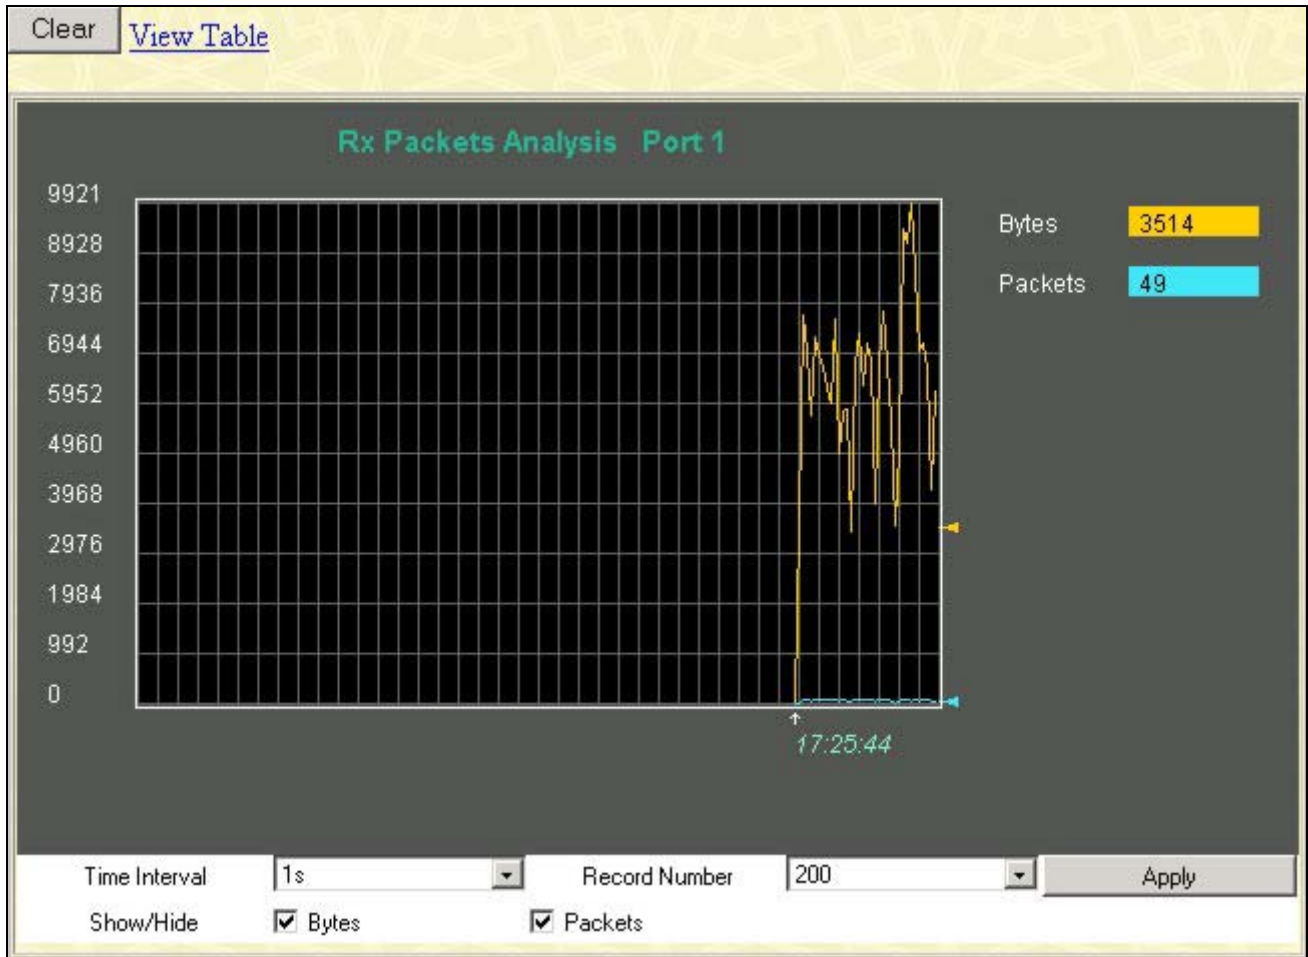 Clear View Table
Rx Packets Analysis Port 1
9921
8928
7936
6944
5952
4960
3968
2976
1984
992
0
Bytes 3514
Packets 49
17:25:44
Time Interval 1s Record Number 200 Apply
Show/Hide Bytes Packets